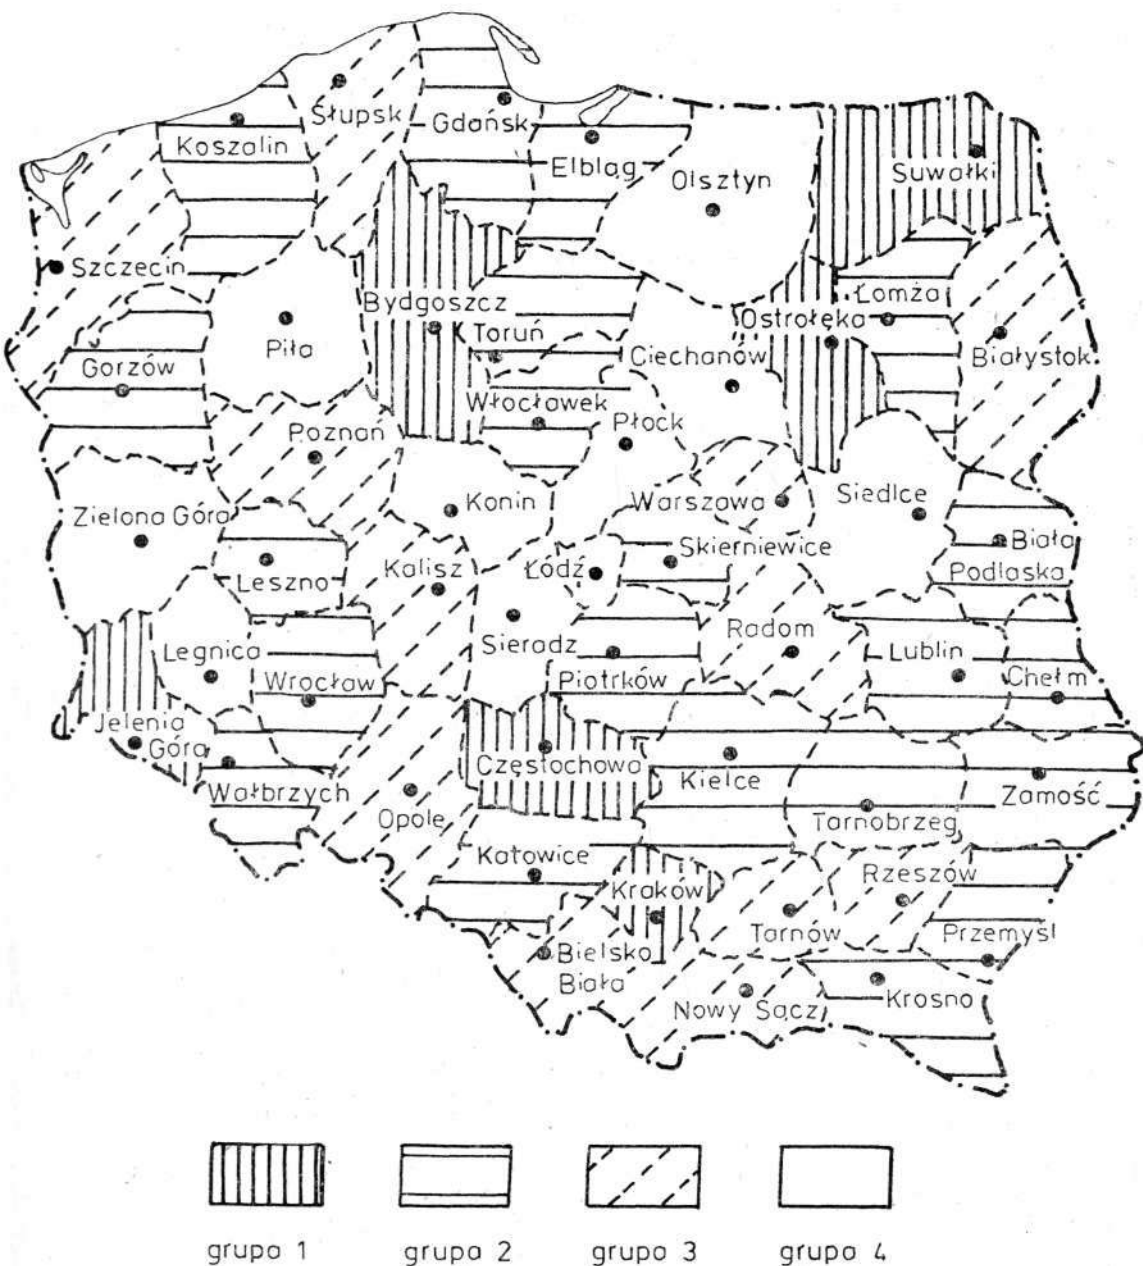 Słupsk
Gdańsk
Koszalin
Elbląg
Olsztyn
Suwałki
Szczecin
Bydgoszcz
Łomża
Ostrołęka
Toruń
Piła
Ciechanów
Białystok
Gorzów
Włocławek
Płock
Poznań
Konin
Warszawa
Siedlce
Zielona Góra
Skierniewice
Biała
Podlaska
Leszno
Kalisz
Łódź
Sieradz
Radom
Lublin
Legnica
Wrocław
Piotrków
Chełm
Jelenia
Góra
Częstochowa
Kielce
Wałbrzych
Opole
Zamość
Tarnobrzeg
Katowice
Kraków
Rzeszów
Tarnów
Przemyśl
Bielsko
Biała
Nowy Sącz
Krosno
grupa 1
grupa 2
grupa 3
grupa 4